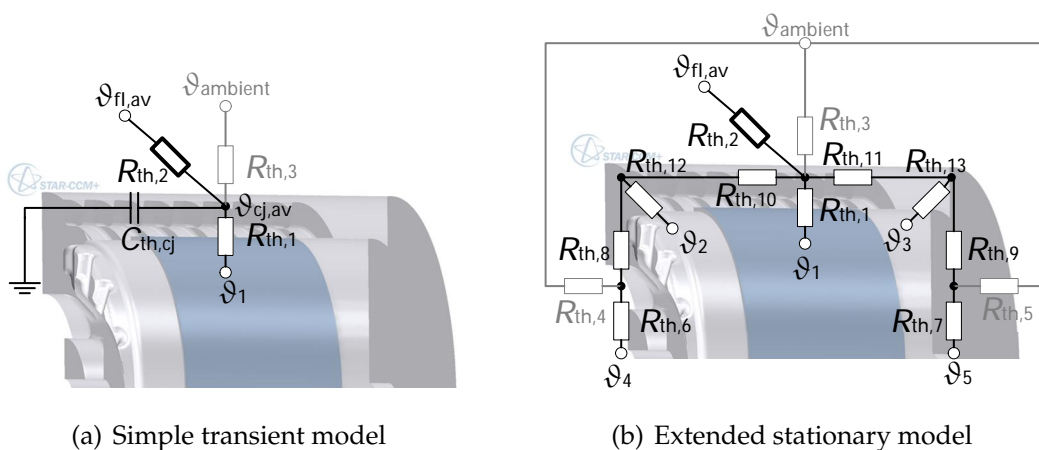 ϑfl,av
ϑambient
Rth,2
Rth,3
STAR-CCM+
ϑcj,av
Cth,cj
Rth,1
ϑ1
(a) Simple transient model
ϑambient
ϑfl,av
Rth,2
Rth,3
STAR-CCM+
Rth,12
Rth,11
Rth,13
Rth,10
Rth,1
ϑ2
ϑ3
Rth,8
ϑ1
Rth,9
Rth,4
Rth,6
Rth,7
Rth,5
ϑ4
ϑ5
(b) Extended stationary model